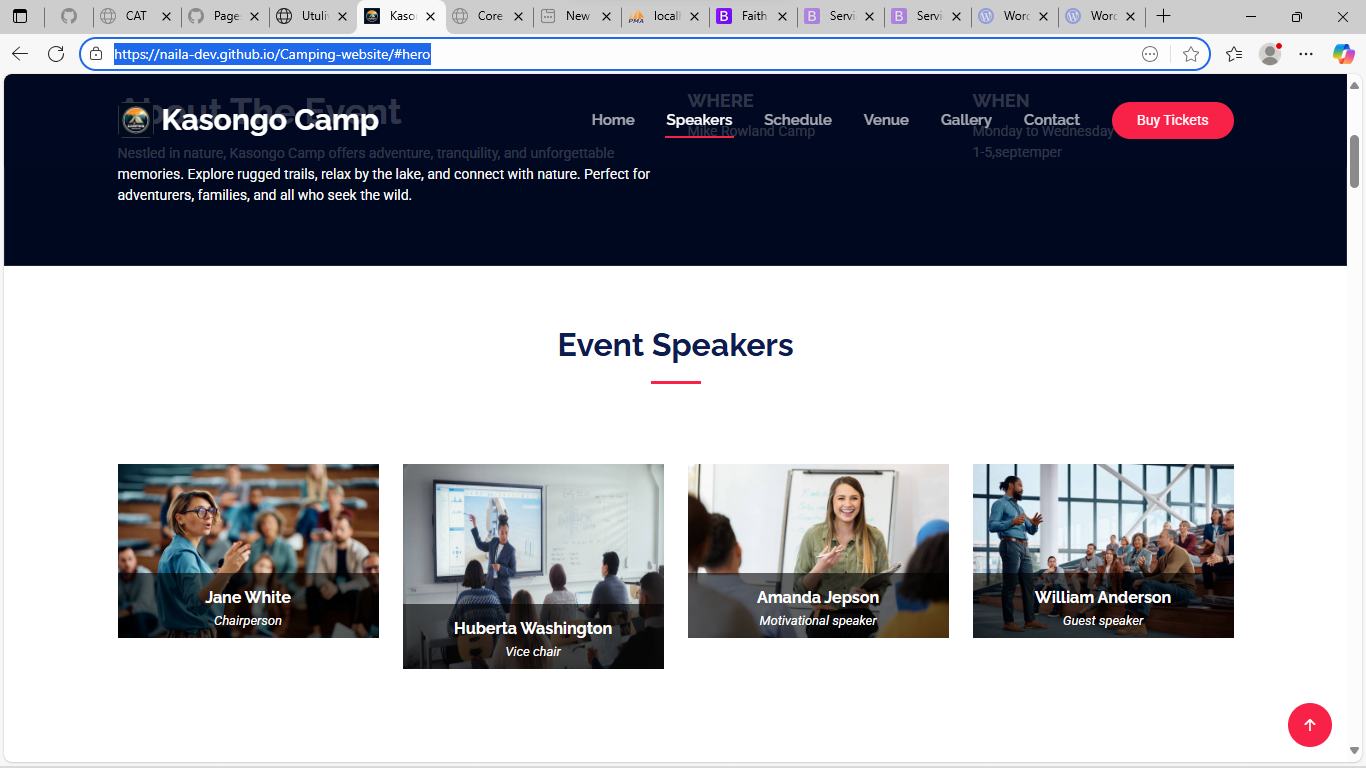 CAT
Page
Utuliv
Kasor
Core
New
locall
Faith
Servi
Servi
Word
Word
https://naila-dev.github.io/Camping-website/#hero
About The Event
Kasongo Camp
WHERE
WHEN
Home Speakers Schedule Venue Gallery Contact Buy Tickets
Mike Rowland Camp
Monday to Wednesday
1-5,septemper
Nestled in nature, Kasongo Camp offers adventure, tranquility, and unforgettable
memories. Explore rugged trails, relax by the lake, and connect with nature. Perfect for
adventurers, families, and all who seek the wild.
Event Speakers
Jane White
Chairperson
Huberta Washington
Vice chair
Amanda Jepson
Motivational speaker
William Anderson
Guest speaker